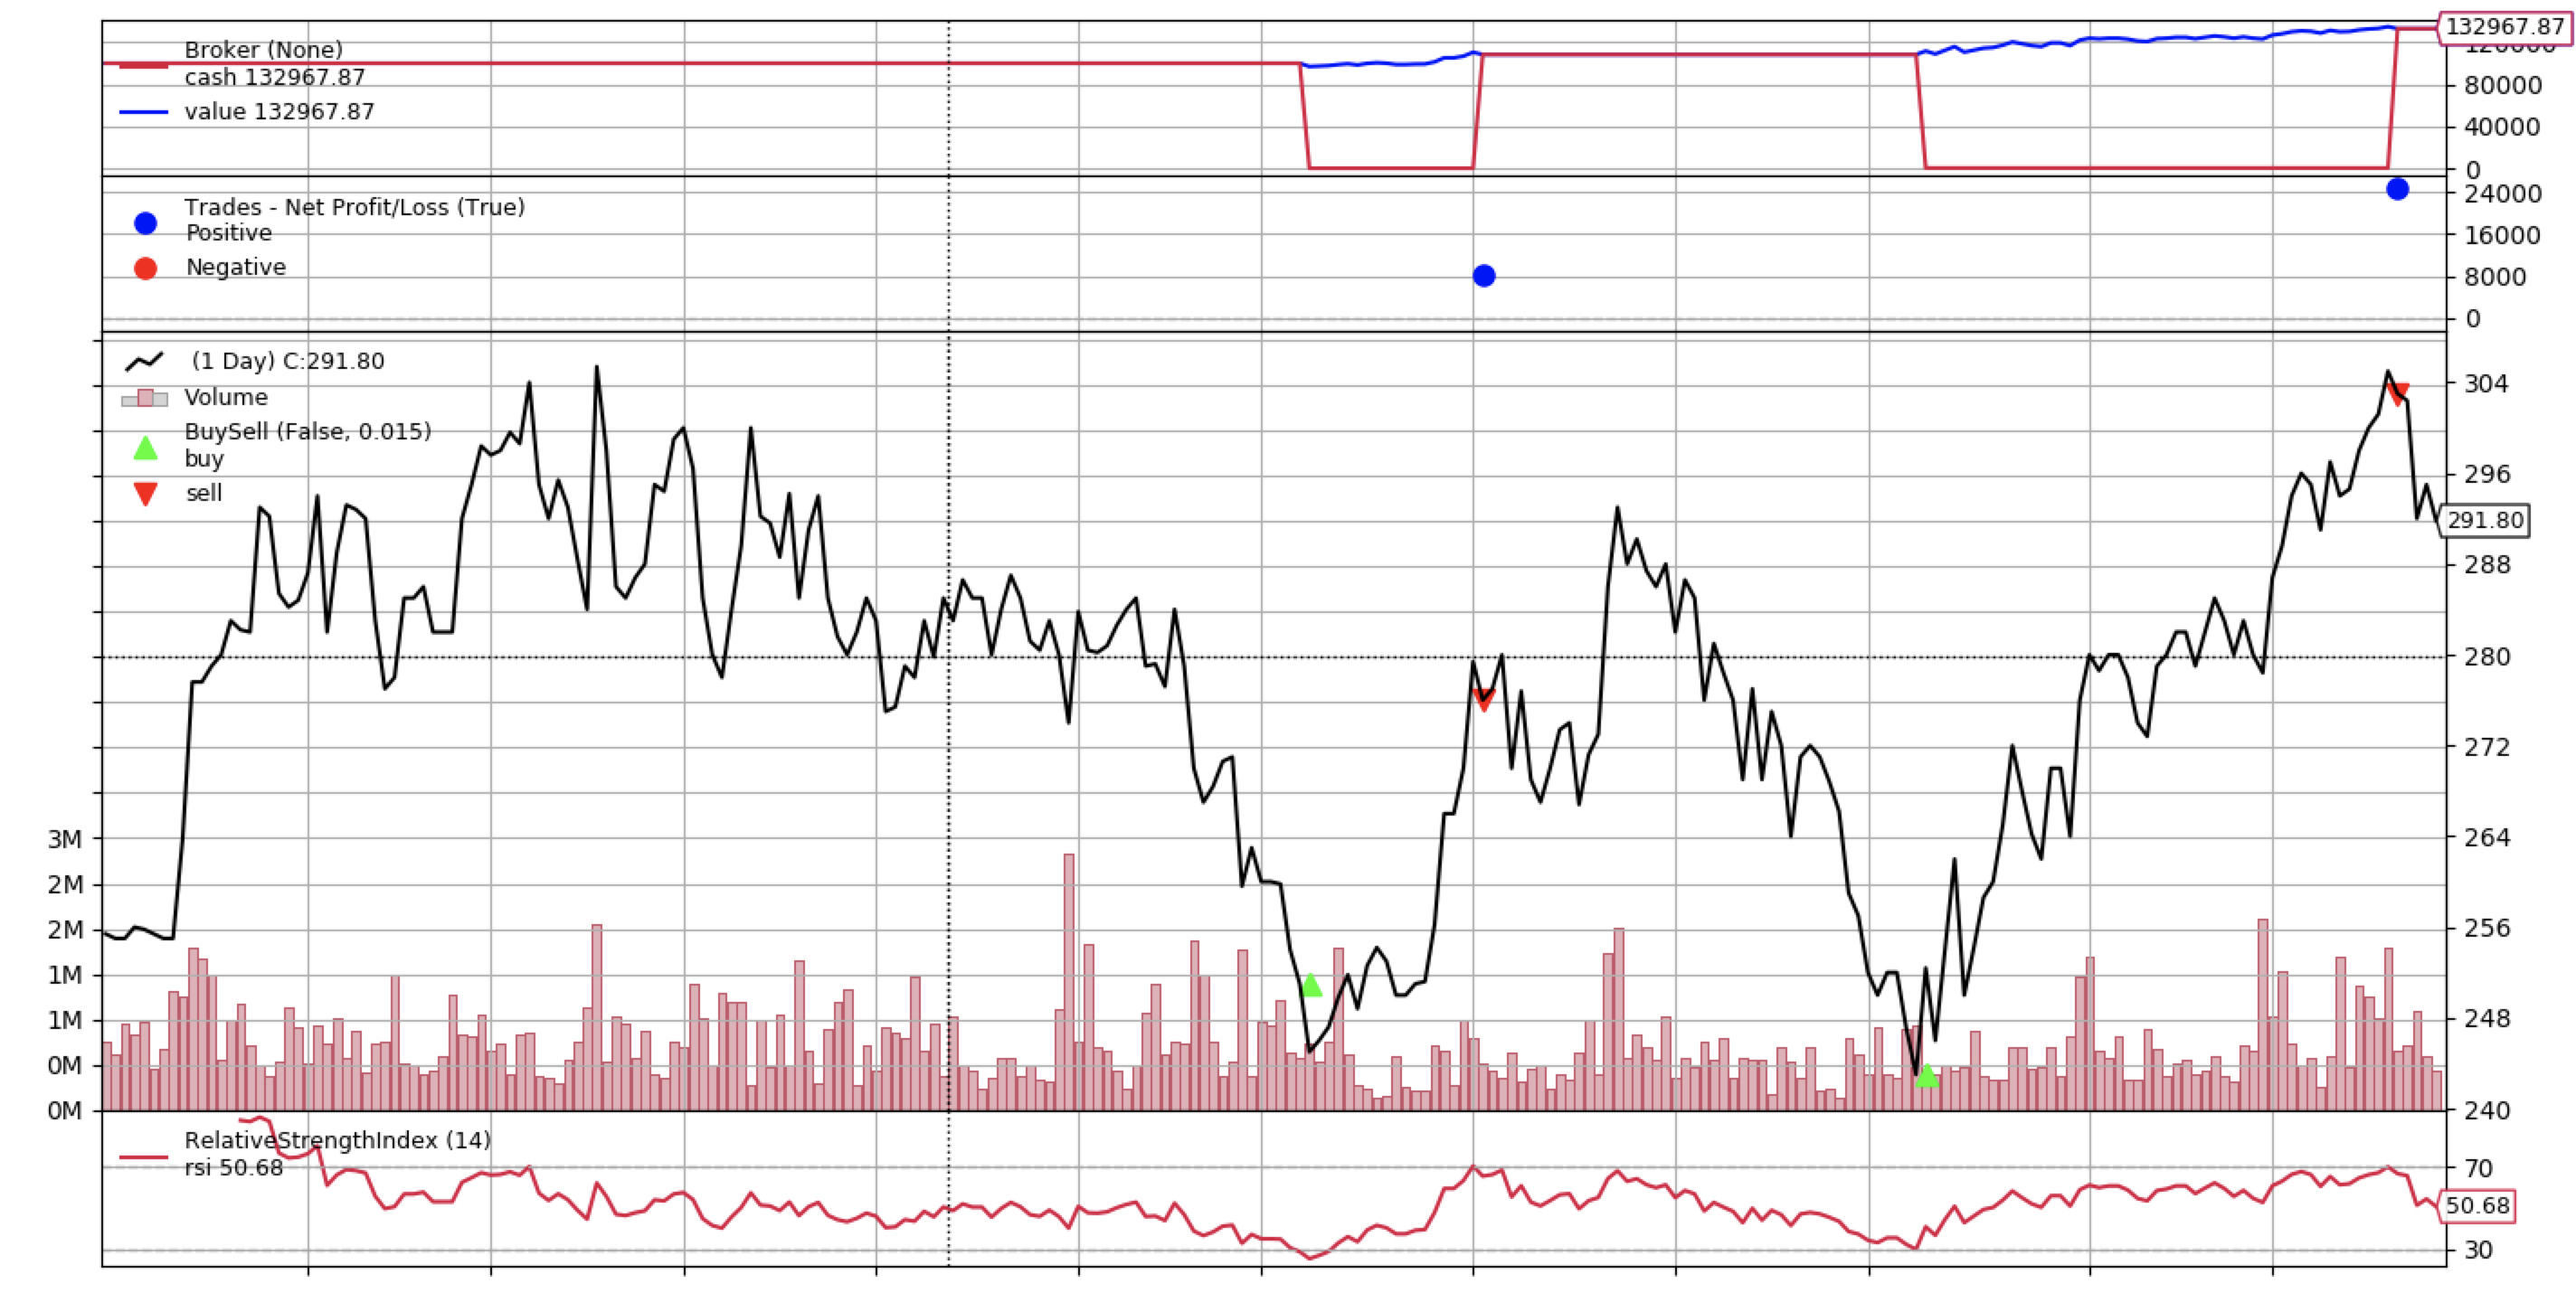 Broker (None)
cash 132967.87
value 132967.87
132967.87
120000
80000
40000
0
Trades - Net Profit/Loss (True)
Positive
Negative
24000
16000
8000
0
(1 Day) C:291.80
Volume
BuySell (False, 0.015)
buy
sell
304
296
291.80
288
280
272
264
256
248
240
3M
2M
2M
1M
1M
0M
0M
RelativeStrengthIndex (14)
rsi 50.68
70
50.68
30